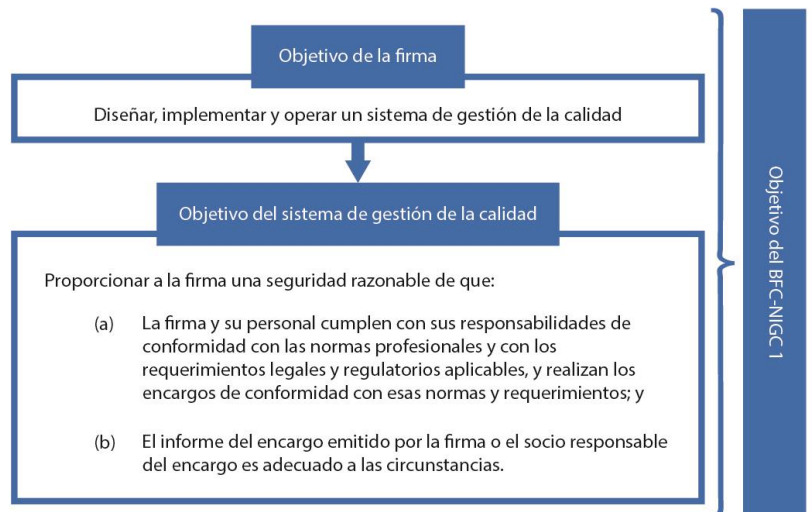 Objetivo de la firma
Diseñar, implementar y operar un sistema de gestión de la calidad
Objetivo del sistema de gestión de la calidad
Proporcionar a la firma una seguridad razonable de que:
(a) La firma y su personal cumplen con sus responsabilidades de
conformidad con las normas profesionales y con los
requerimientos legales y regulatorios aplicables, y realizan los
encargos de conformidad con esas normas y requerimientos; y
(b) El informe del encargo emitido por la firma o el socio responsable
del encargo es adecuado a las circunstancias.
Objetivo del BFC-NIGC 1